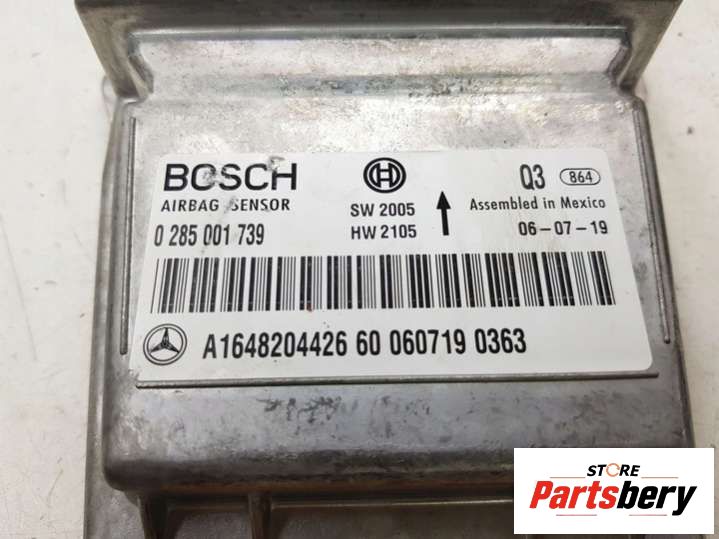 BOSCH
AIRBAG SENSOR
0 285 001 739
SW 2005
HW 2105
Q3 864
Assembled in Mexico
06-07-19
A1648204426 60 060719 0363
STORE
Partsbery